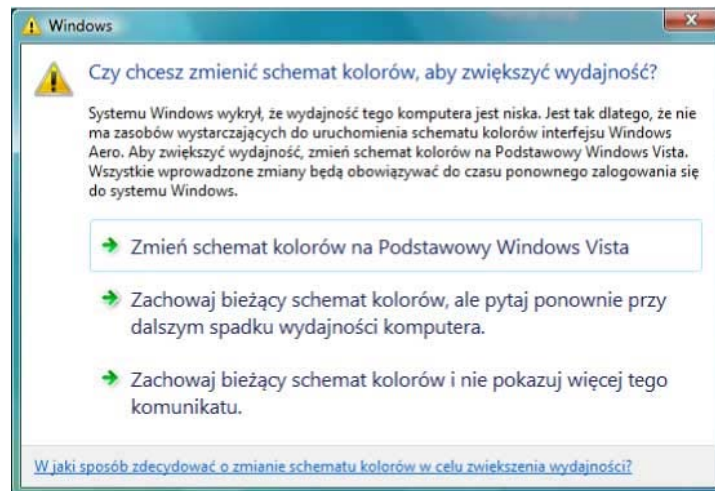 Windows
Czy chcesz zmienić schemat kolorów, aby zwiększyć wydajność?
Systemu Windows wykrył, że wydajność tego komputera jest niska. Jest tak dlatego, że nie
ma zasobów wystarczających do uruchomienia schematu kolorów interfejsu Windows
Aero. Aby zwiększyć wydajność, zmień schemat kolorów na Podstawowy Windows Vista.
Wszystkie wprowadzone zmiany będą obowiązywać do czasu ponownego zalogowania się
do systemu Windows.
Zmień schemat kolorów na Podstawowy Windows Vista
Zachowaj bieżący schemat kolorów, ale pytaj ponownie przy
dalszym spadku wydajności komputera.
Zachowaj bieżący schemat kolorów i nie pokazuj więcej tego
komunikatu.
W jaki sposób zdecydować o zmianie schematu kolorów w celu zwiększenia wydajności?